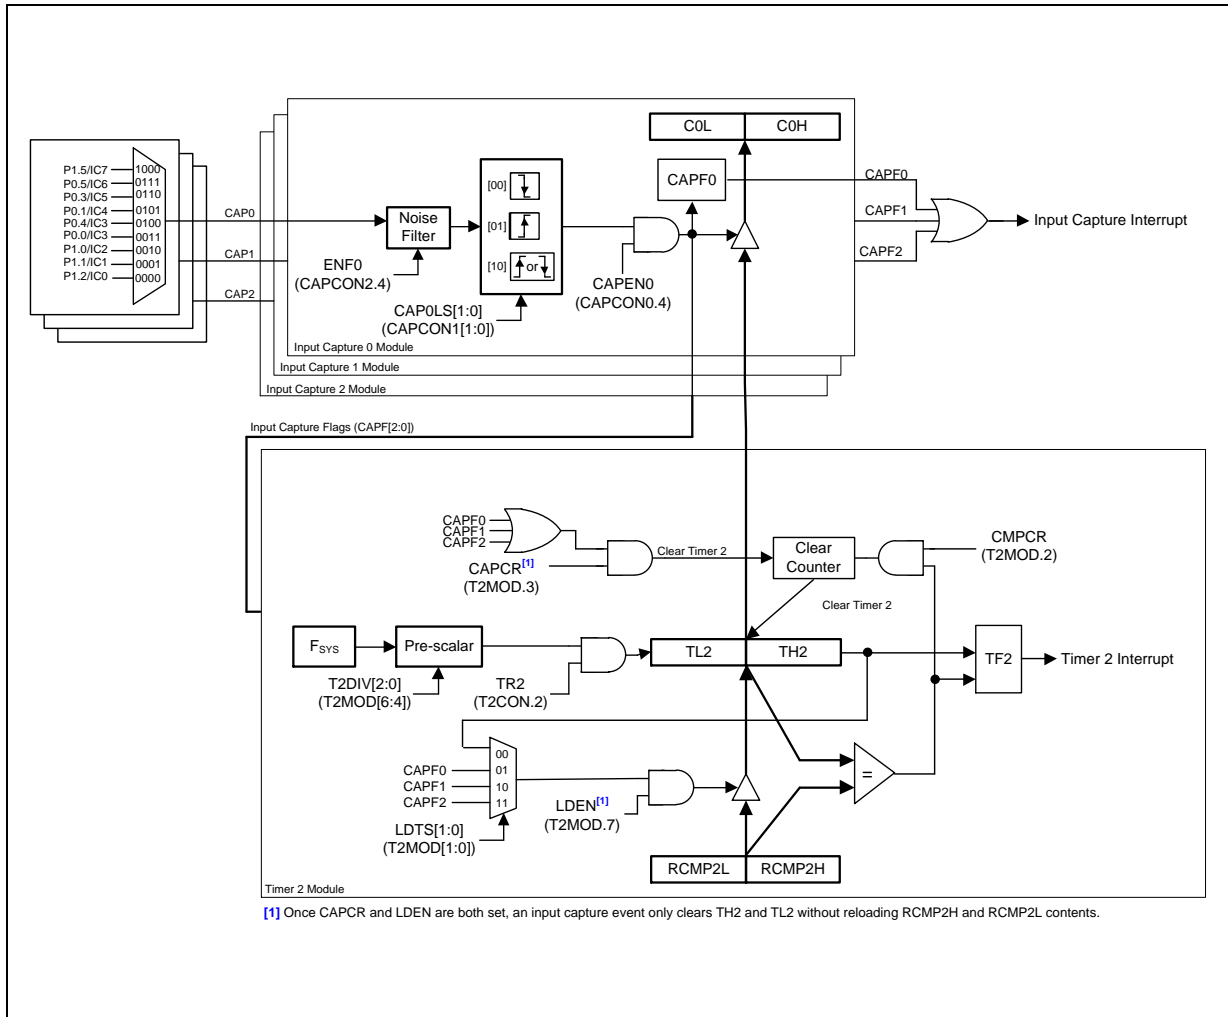 C0L C0H
P1.5/IC7 1000
P0.5/IC6 0111
P0.3/IC5 0110
P0.1/IC4 0101
P0.4/IC3 0100
P0.0/IC3 0011
P1.0/IC2 0010
P1.1/IC1 0001
P1.2/IC0 0000
CAP0
CAP1
CAP2
Noise
Filter
ENF0
(CAPCON2.4)
[00]
[01]
[10] or
CAP0LS[1:0]
(CAPCON1[1:0])
CAPEN0
(CAPCON0.4)
CAPF0
CAPF0
CAPF1
CAPF2
Input Capture Interrupt
Input Capture 0 Module
Input Capture 1 Module
Input Capture 2 Module
Input Capture Flags (CAPF[2:0])
CAPF0
CAPF1
CAPF2
CAPCR[1]
(T2MOD.3)
Clear Timer 2
Clear
Counter
CMPCR
(T2MOD.2)
Clear Timer 2
FSYS
Pre-scalar
T2DIV[2:0]
(T2MOD[6:4])
TR2
(T2CON.2)
TL2 TH2
TF2
Timer 2 Interrupt
00
CAPF0 01
CAPF1 10
CAPF2 11
LDTS[1:0]
(T2MOD[1:0])
LDEN[1]
(T2MOD.7)
=
RCMP2L RCMP2H
Timer 2 Module
[1] Once CAPCR and LDEN are both set, an input capture event only clears TH2 and TL2 without reloading RCMP2H and RCMP2L contents.